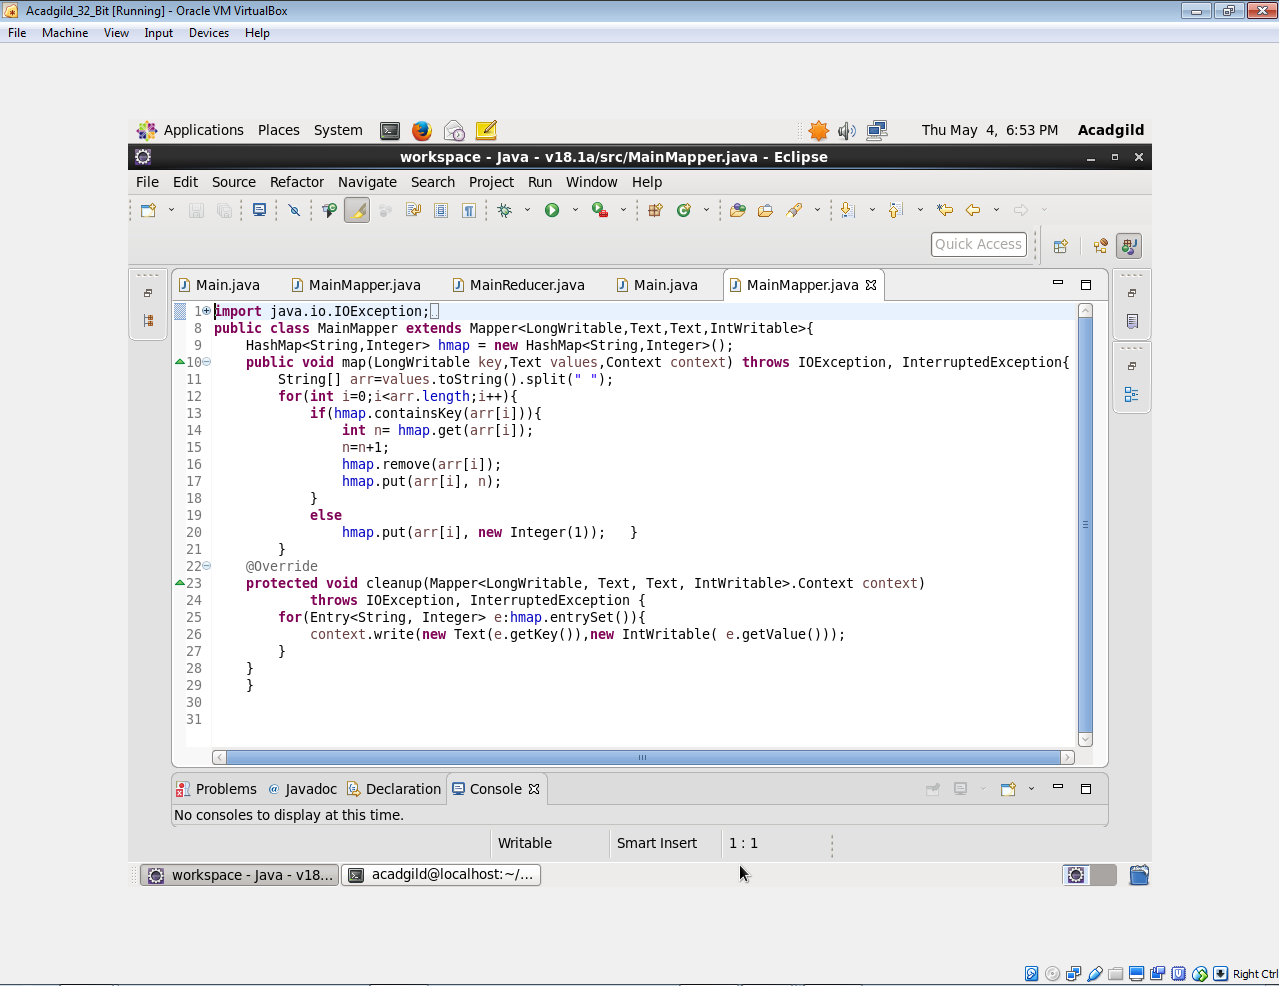 Acadgild_32_Bit [Running] - Oracle VM VirtualBox
File Machine View Input Devices Help
Applications Places System Thu May 4, 6:53 PM Acadgild
workspace - Java - v18.1a/src/MainMapper.java - Eclipse
File Edit Source Refactor Navigate Search Project Run Window Help
Quick Access
Main.java MainMapper.java MainReducer.java Main.java MainMapper.java
1 import java.io.IOException;
8 public class MainMapper extends Mapper<LongWritable,Text,Text,IntWritable>{
9 HashMap<String,Integer> hmap = new HashMap<String,Integer>();
10 public void map(LongWritable key,Text values,Context context) throws IOException, InterruptedException{
11 String[] arr=values.toString().split(" ");
12 for(int i=0;i<arr.length;i++){
13 if(hmap.containsKey(arr[i])){
14 int n= hmap.get(arr[i]);
15 n=n+1;
16 hmap.remove(arr[i]);
17 hmap.put(arr[i], n);
18 }
19 else
20 hmap.put(arr[i], new Integer(1)); }
21 }
22 @Override
23 protected void cleanup(Mapper<LongWritable, Text, Text, IntWritable>.Context context)
24 throws IOException, InterruptedException {
25 for(Entry<String, Integer> e:hmap.entrySet()){
26 context.write(new Text(e.getKey()),new IntWritable( e.getValue()));
27 }
28 }
29 }
30
31
Problems Javadoc Declaration Console
No consoles to display at this time.
Writable Smart Insert 1 : 1
workspace - Java - v18... acadgild@localhost:~/...
Right Ctrl